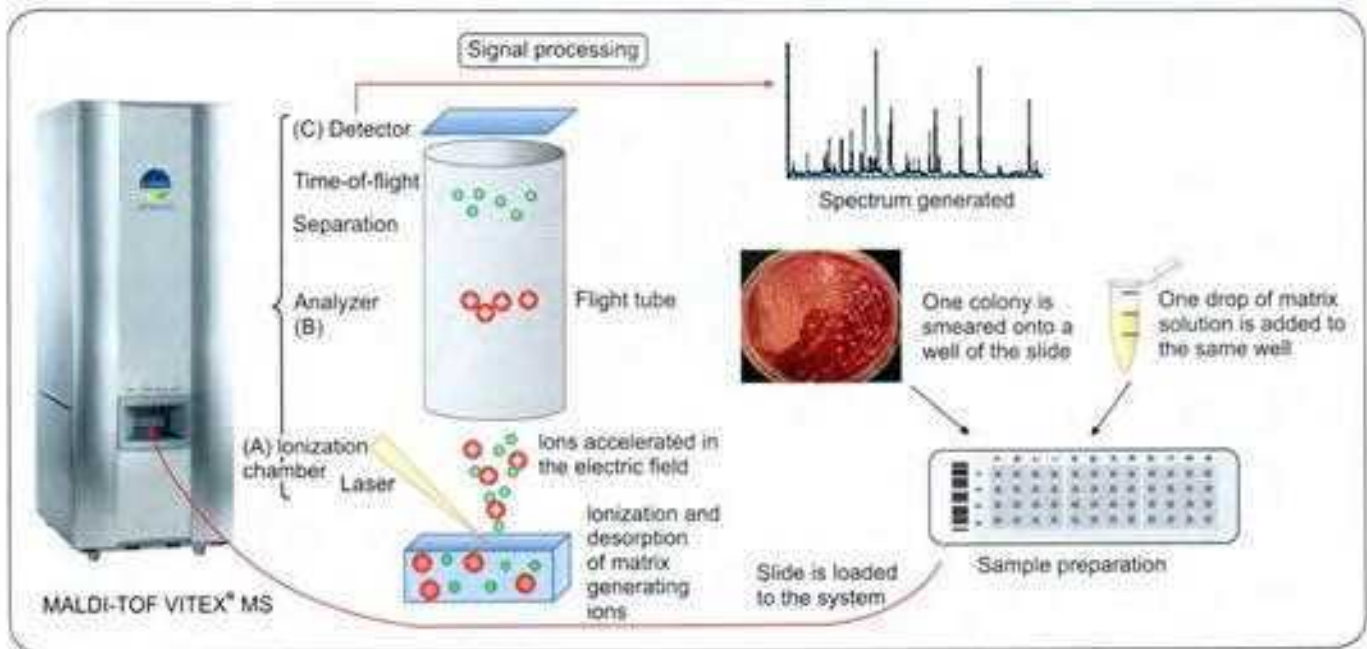 Signal processing
(C) Detector
Time-of-flight
Separation
Analyzer
(B)
Flight tube
(A) Ionization
chamber
Laser
Ions accelerated in
the electric field
Ionization and
desorption
of matrix
generating
ions
MALDI-TOF VITEX® MS
Spectrum generated
One colony is
smeared onto a
well of the slide
One drop of matrix
solution is added to
the same well
Sample preparation
Slide is loaded
to the system